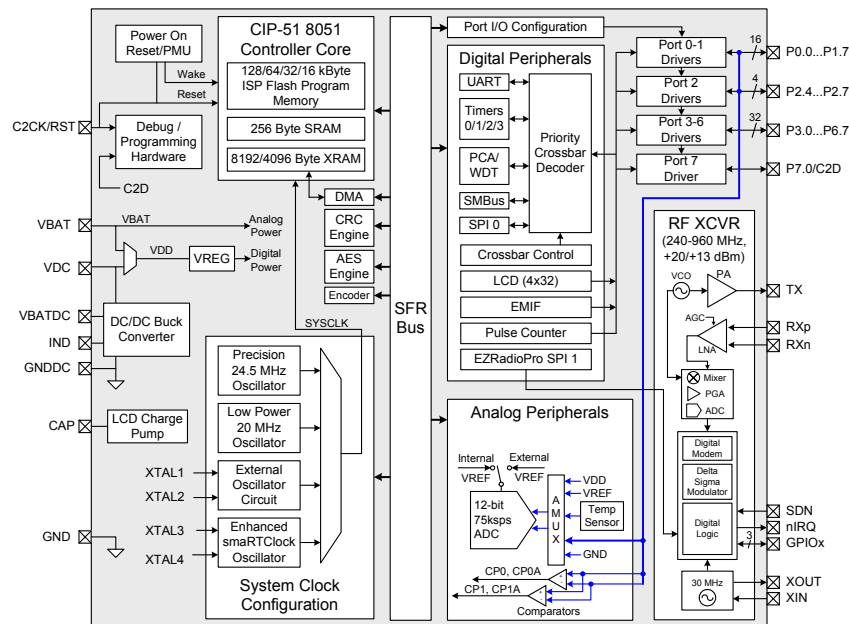 Power On
Reset/PMU
Wake
Reset
C2CK/RST
Debug /
Programming
Hardware
C2D
CIP-51 8051
Controller Core
128/64/32/16 kByte
ISP Flash Program
Memory
256 Byte SRAM
8192/4096 Byte XRAM
DMA
CRC
Engine
AES
Engine
Encoder
SYSCLK
VBAT
VBAT
Analog
Power
VDC
VDD
VREG
Digital
Power
VBATDC
IND
GNDDC
DC/DC Buck
Converter
CAP
LCD Charge
Pump
XTAL1
XTAL2
XTAL3
XTAL4
GND
Precision
24.5 MHz
Oscillator
Low Power
20 MHz
Oscillator
External
Oscillator
Circuit
Enhanced
smaRTClock
Oscillator
System Clock
Configuration
SFR
Bus
Port I/O Configuration
Digital Peripherals
UART
Timers
0/1/2/3
PCA/
WDT
SMBus
SPI 0
Priority
Crossbar
Decoder
Crossbar Control
LCD (4x32)
EMIF
Pulse Counter
EZRadioPro SPI 1
Port 0-1
Drivers
Port 2
Drivers
Port 3-6
Drivers
Port 7
Driver
16
P0.0...P1.7
4
P2.4...P2.7
32
P3.0...P6.7
P7.0/C2D
Analog Peripherals
Internal
External
VREF
VREF
12-bit
75ksps
ADC
A
M
U
X
VDD
VREF
Temp
Sensor
GND
CP0, CP0A
CP1, CP1A
+
-
+
-
Comparators
RF XCVR
(240-960 MHz,
+20/+13 dBm)
VCO
PA
TX
AGC
LNA
RXp
RXn
Mixer
PGA
ADC
Digital
Modem
Delta
Sigma
Modulator
Digital
Logic
SDN
nIRQ
3
GPIOx
30 MHz
XOUT
XIN